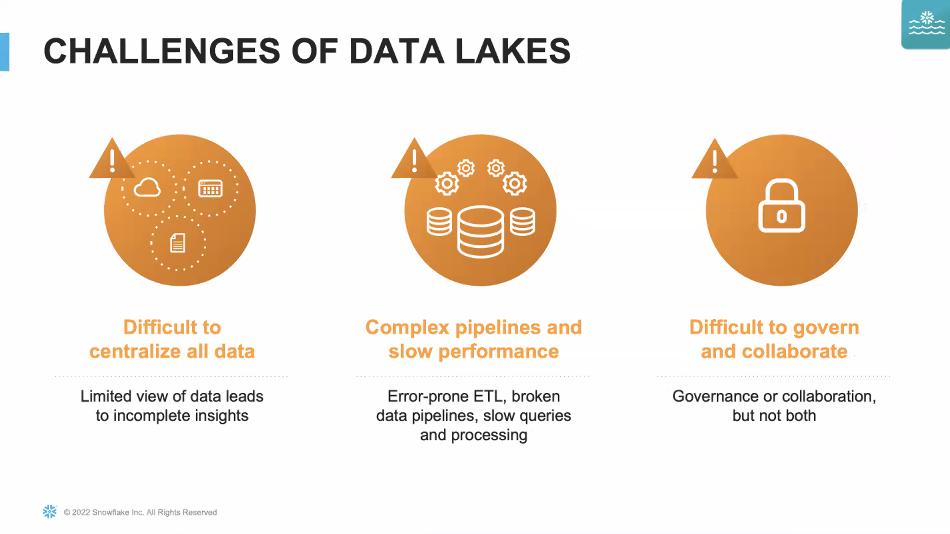 CHALLENGES OF DATA LAKES
Difficult to
centralize all data
Limited view of data leads
to incomplete insights
Complex pipelines and
slow performance
Error-prone ETL, broken
data pipelines, slow queries
and processing
Difficult to govern
and collaborate
Governance or collaboration,
but not both
© 2022 Snowflake Inc. All Rights Reserved